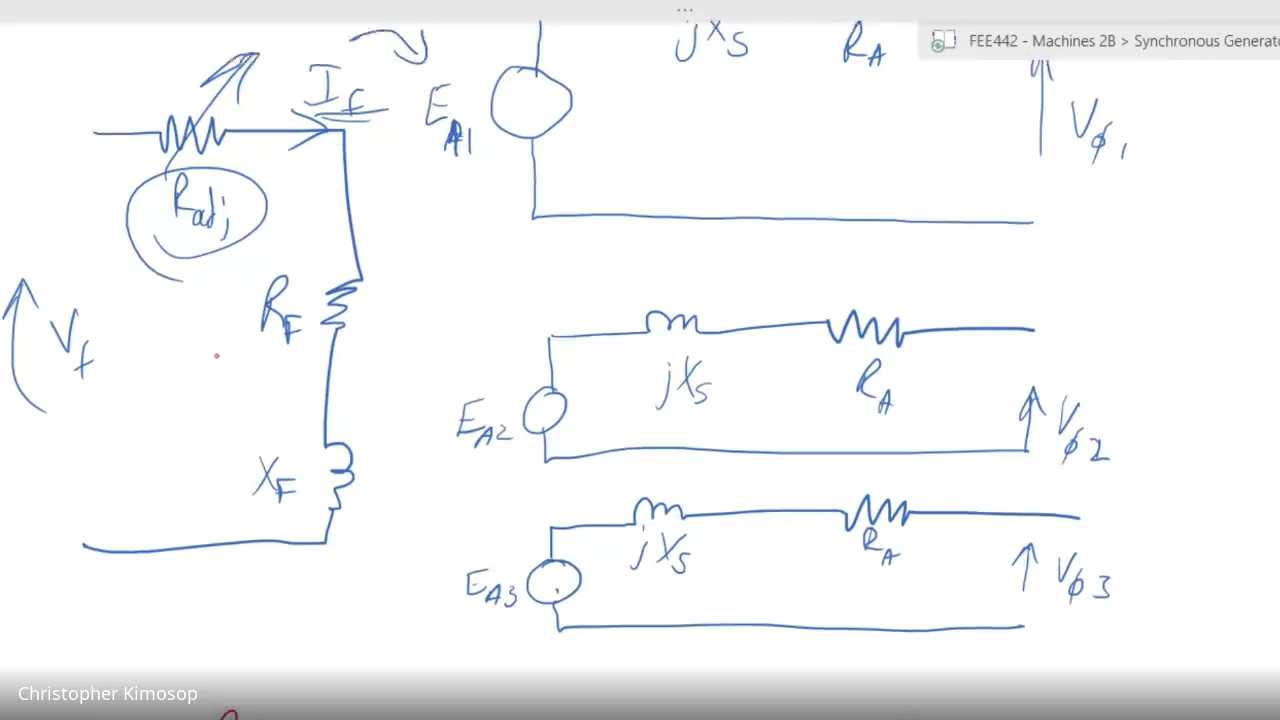 FEE442 - Machines 2B > Synchronous Generato
jXS
RA
If
EA1
Vϕ1
Radj
RF
Vf
jXS
RA
EA2
Vϕ2
XF
jXS
RA
EA3
Vϕ3
Christopher Kimosop